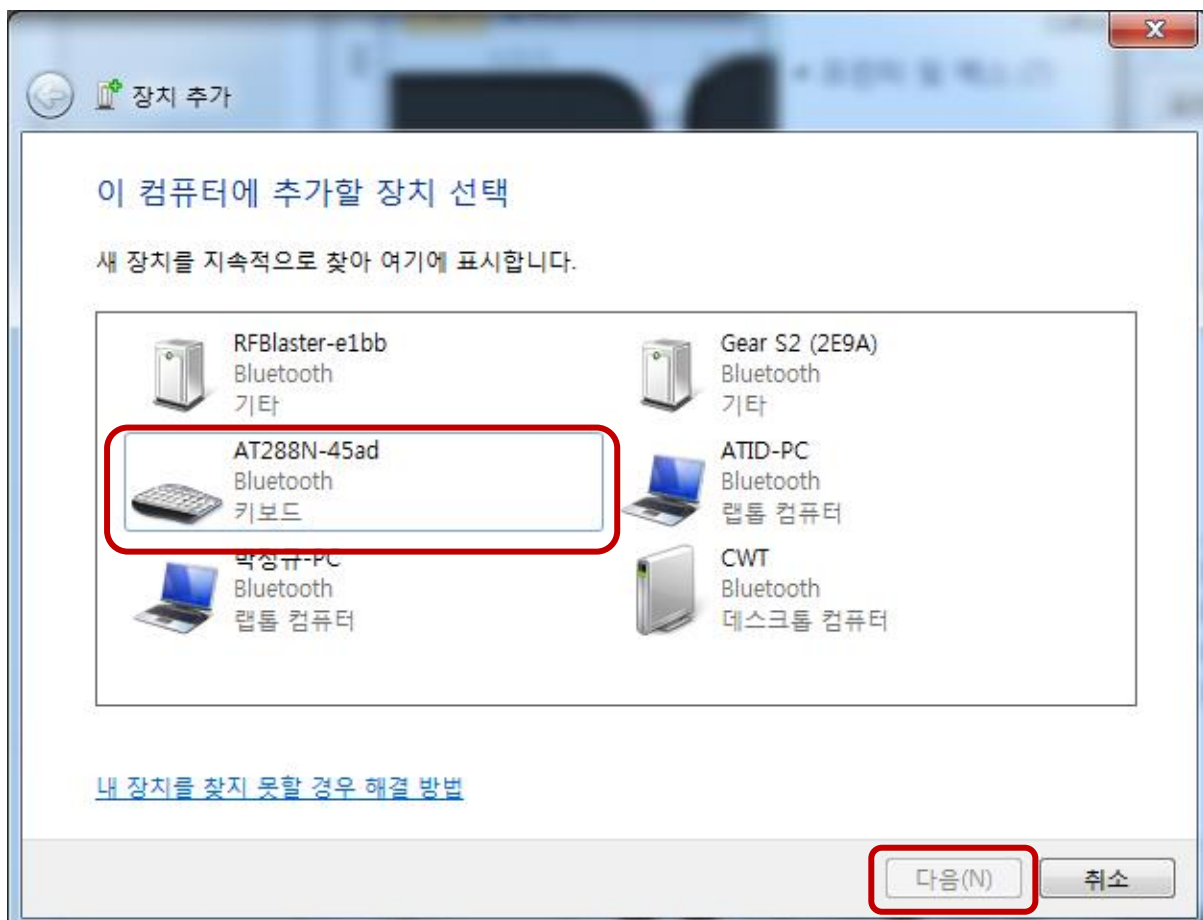 장치 추가
이 컴퓨터에 추가할 장치 선택
새 장치를 지속적으로 찾아 여기에 표시합니다.
RFBlaster-e1bb
Bluetooth
기타
Gear S2 (2E9A)
Bluetooth
기타
AT288N-45ad
Bluetooth
키보드
ATID-PC
Bluetooth
랩톱 컴퓨터
Bluetooth
랩톱 컴퓨터
CWT
Bluetooth
데스크톱 컴퓨터
내 장치를 찾지 못할 경우 해결 방법
다음(N)
취소